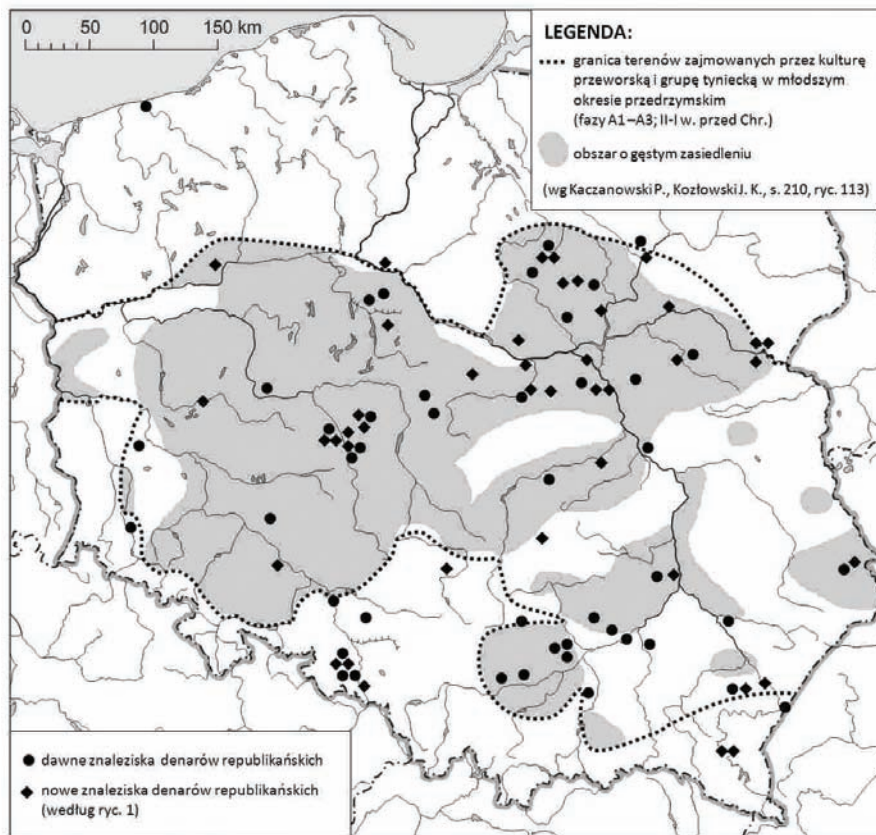 0 50 100 150 km
LEGENDA:
granica terenów zajmowanych przez kulturę
przeworską i grupę tyniecką w młodszym
okresie przedrzymskim
(fazy A1–A3; II-I w. przed Chr.)
obszar o gęstym zasiedleniu
(wg Kaczanowski P., Kozłowski J. K., s. 210, ryc. 113)
dawne znaleziska denarów republikańskich
nowe znaleziska denarów republikańskich
(według ryc. 1)